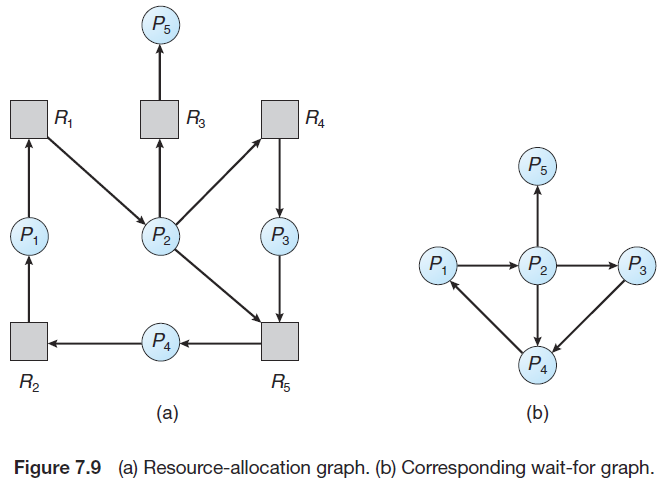 P5
R1
R3
R4
P1
P2
P3
P4
R2
R5
(a)
P5
P1
P2
P3
P4
(b)
Figure 7.9 (a) Resource-allocation graph. (b) Corresponding wait-for graph.